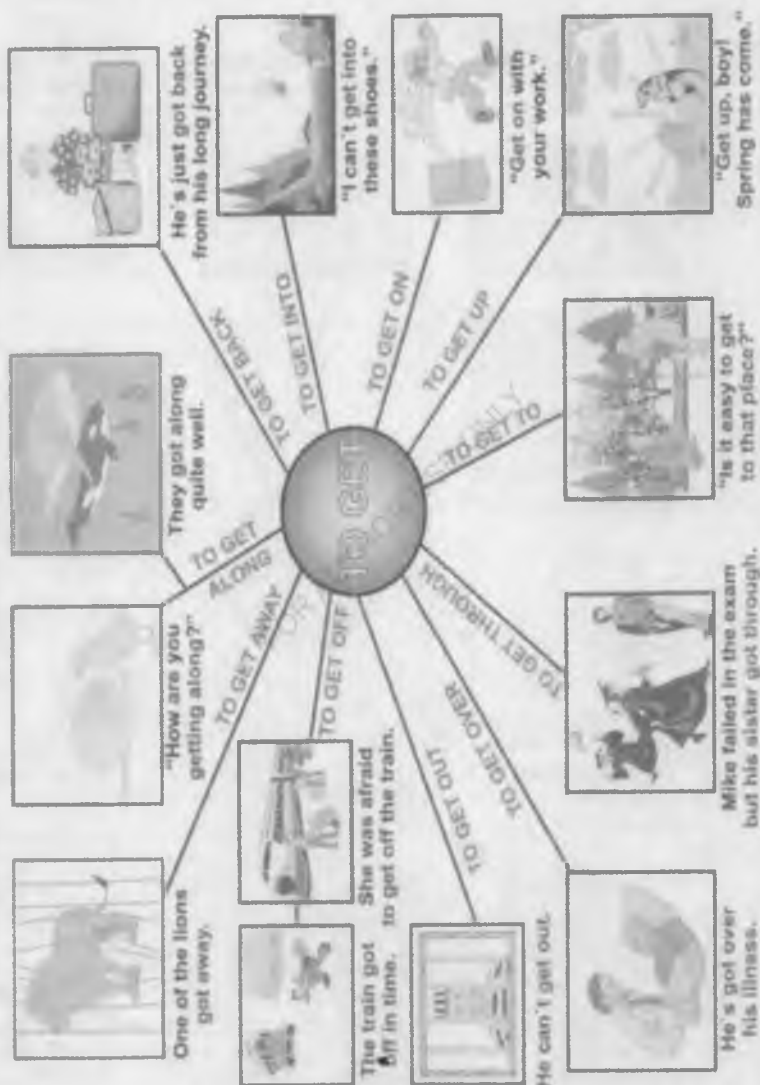 One of the lions
got away.
"How are you
getting along?"
They got along
quite well.
He's just got back
from his long journey.
TO GET AWAY
TO GET
ALONG
TO GET BACK
The train got
off in time.
She was afraid
to get off the train.
TO GET OFF
TO GET
TO GET INTO
"I can't get into
these shoes."
TO GET ON
"Get on with
your work."
TO GET OUT
He can't get out.
TO GET OVER
TO GET THROUGH
TO GET TO
TO GET UP
He's got over
his illness.
Mike failed in the exam
but his sister got through.
"Is it easy to get
to that place?"
"Get up, boy!
Spring has come."
ONLY